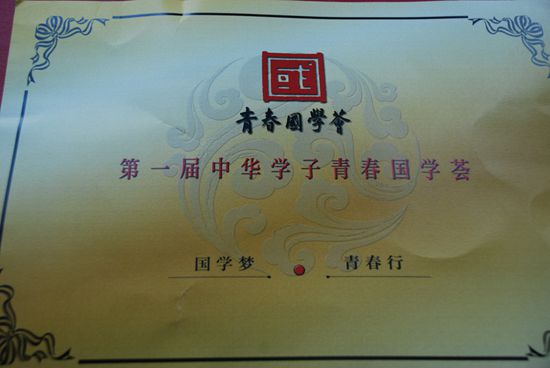 青春國學薈
第一届中华学子青春国学荟
国学梦 青春行